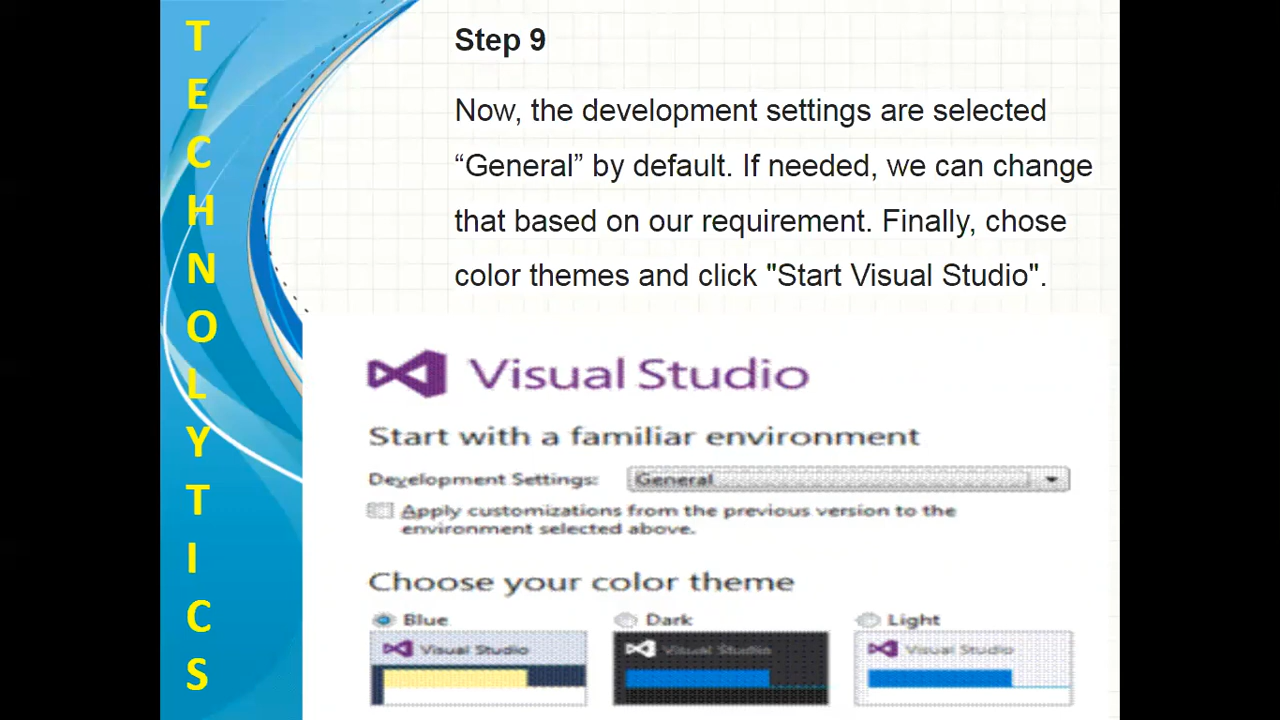 TECHNOLYTICS
Step 9
Now, the development settings are selected
“General” by default. If needed, we can change
that based on our requirement. Finally, chose
color themes and click "Start Visual Studio".
Visual Studio
Start with a familiar environment
Development Settings: General
Apply customizations from the previous version to the
environment selected above.
Choose your color theme
Blue Dark Light
Visual Studio Visual Studio Visual Studio